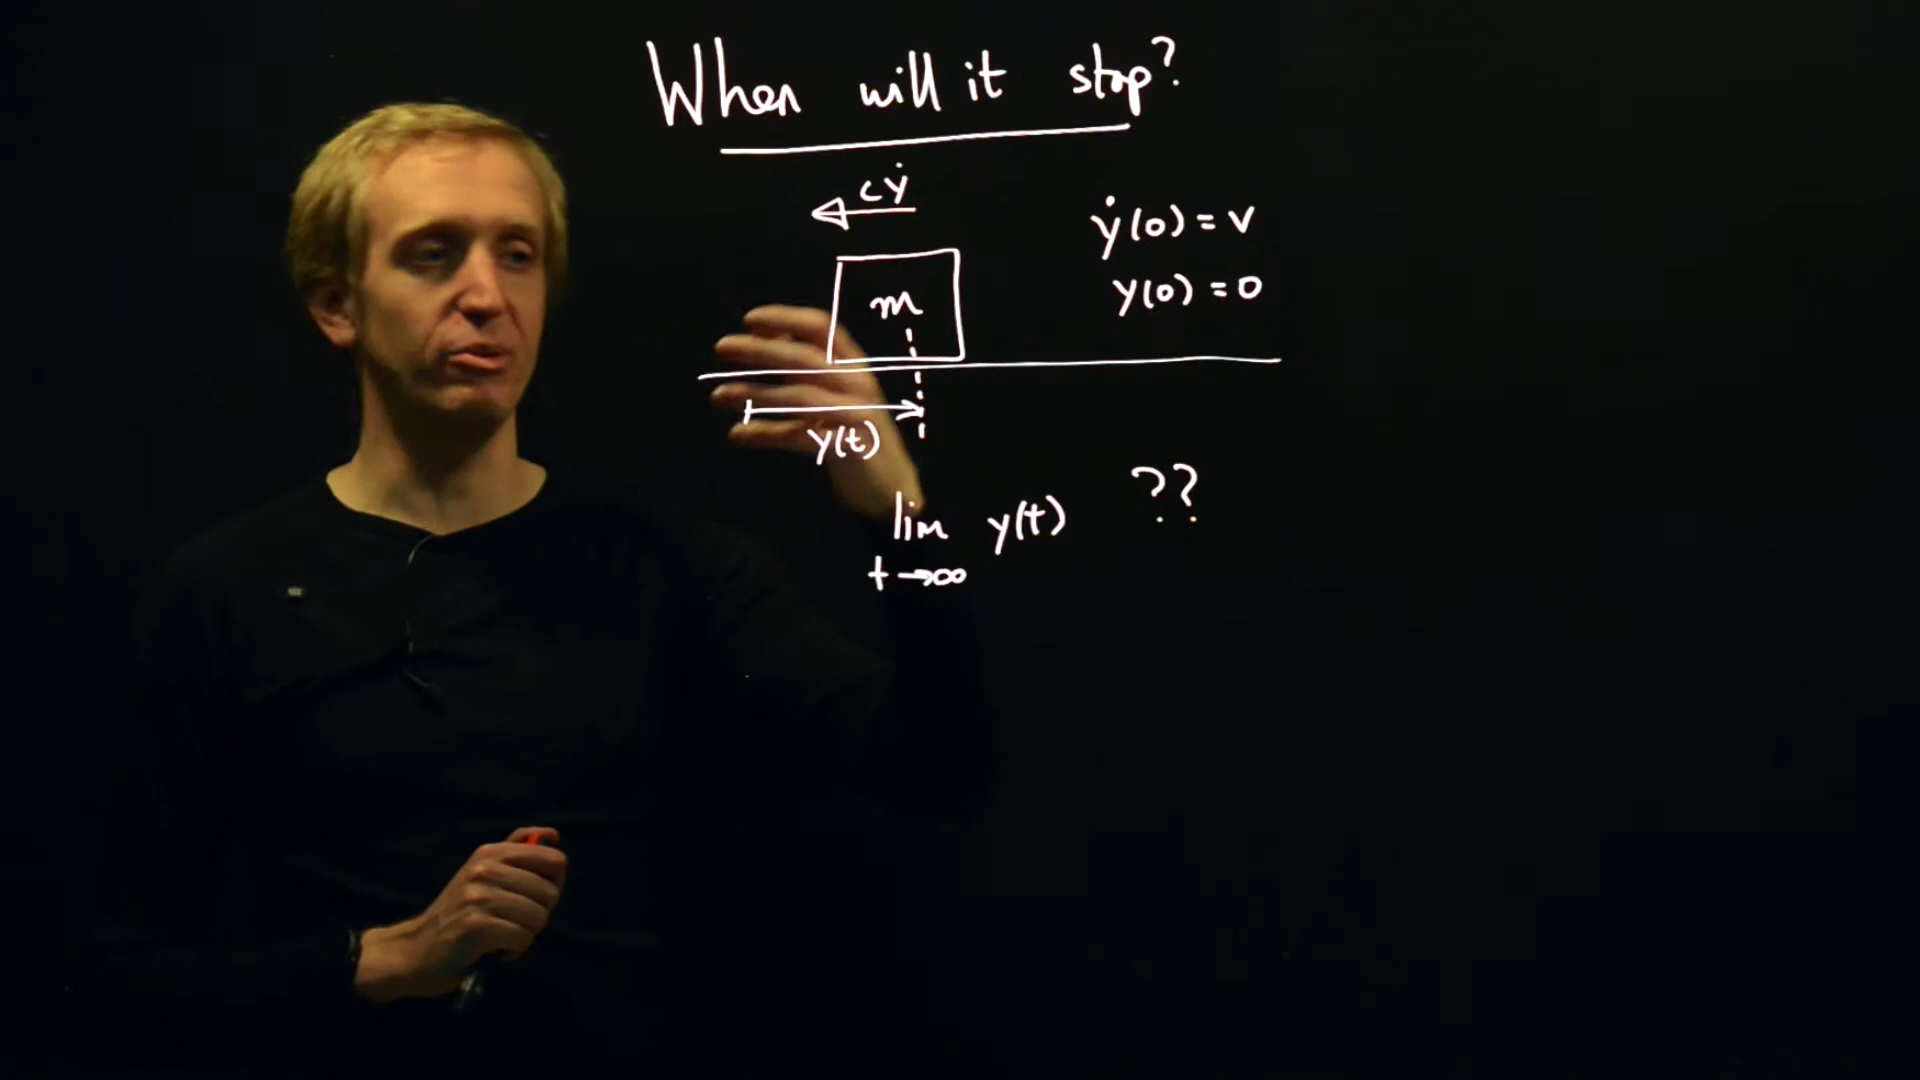 When will it stop?
cẏ
ẏ(0) = v
m
y(0) = 0
y(t)
lim y(t) ??
t→∞